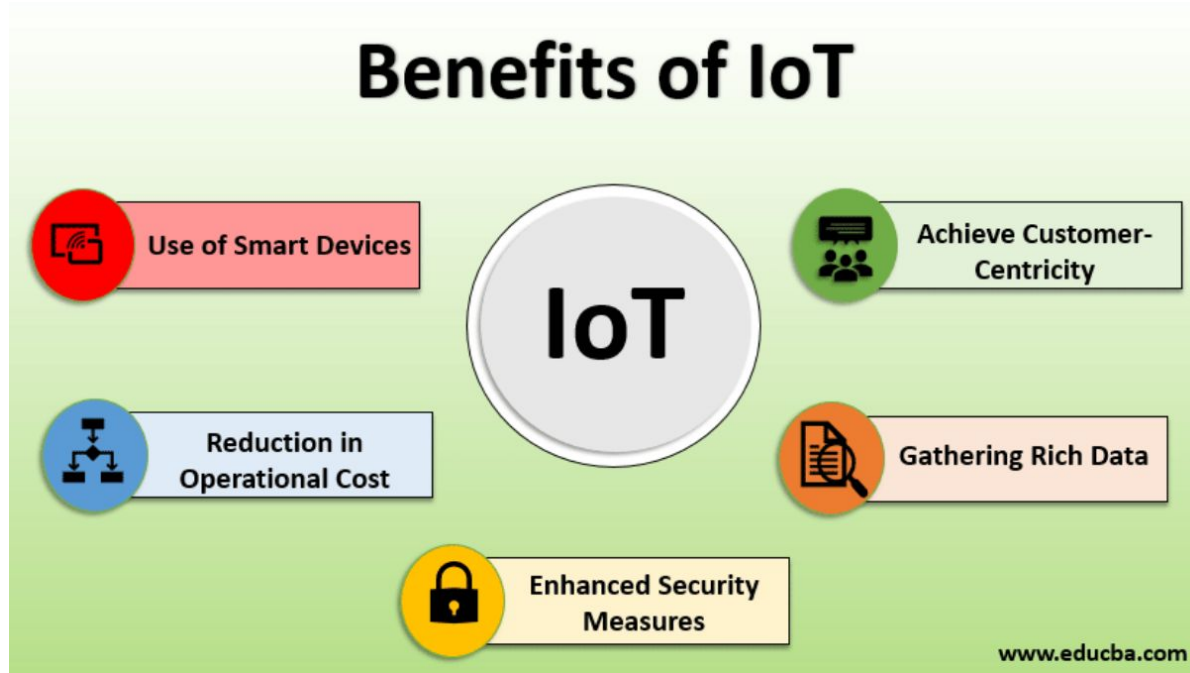 Benefits of IoT
Use of Smart Devices
Achieve Customer-
Centricity
IoT
Reduction in
Operational Cost
Gathering Rich Data
Enhanced Security
Measures
www.educba.com